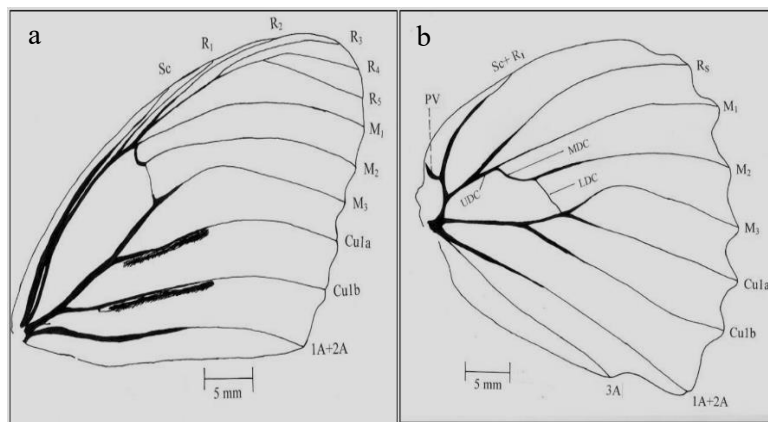 a
Sc
R1
R2
R3
R4
R5
M1
M2
M3
Cu1a
Cu1b
1A+2A
5 mm
b
PV
Sc+ R1
RS
M1
MDC
UDC
LDC
M2
M3
Cu1a
Cu1b
1A+2A
3A
5 mm